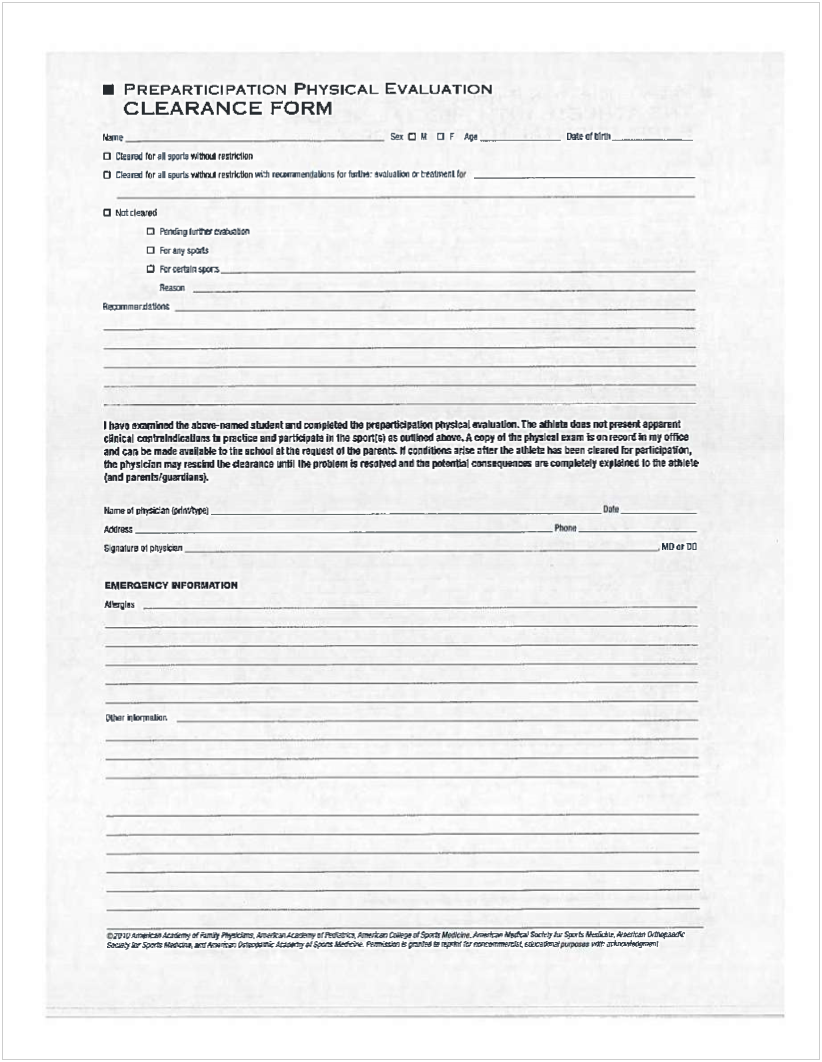 PREPARTICIPATION PHYSICAL EVALUATION
CLEARANCE FORM
Name Sex M F Age Date of birth
Cleared for all sports without restriction
Cleared for all sports without restriction with recommendations for further evaluation or treatment for
Not cleared
Pending further evaluation
For any sports
For certain sports
Reason
Recommendations
I have examined the above-named student and completed the preparticipation physical evaluation. The athlete does not present apparent
clinical contraindications to practice and participate in the sport(s) as outlined above. A copy of the physical exam is on record in my office
and can be made available to the school at the request of the parents. If conditions arise after the athlete has been cleared for participation,
the physician may rescind the clearance until the problem is resolved and the potential consequences are completely explained to the athlete
(and parents/guardians).
Name of physician (print/type) Date
Address Phone
Signature of physician , MD or DO
EMERGENCY INFORMATION
Allergies
Other information
©2010 American Academy of Family Physicians, American Academy of Pediatrics, American College of Sports Medicine, American Medical Society for Sports Medicine, American Orthopaedic
Society for Sports Medicine, and American Osteopathic Academy of Sports Medicine. Permission is granted to reprint for noncommercial, educational purposes with acknowledgment